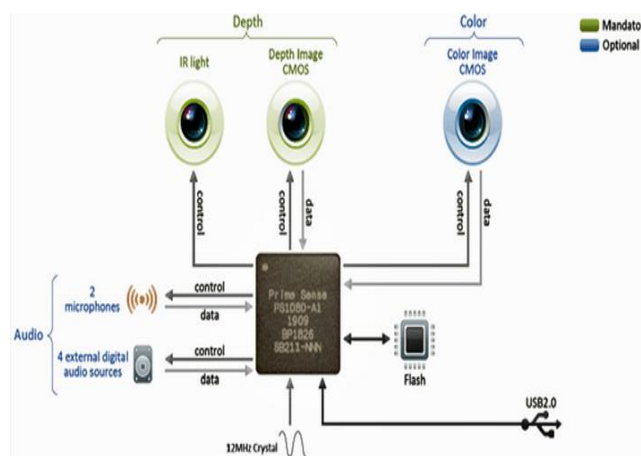 Depth
Color
Mandato
Optional
IR light
Depth Image
CMOS
Color Image
CMOS
control
control
data
control
data
Audio
2
microphones
control
data
4 external digital
audio sources
control
data
Prime Sense
PS1080-A1
1909
BP1826
SB211-NNN
Flash
USB2.0
12MHz Crystal